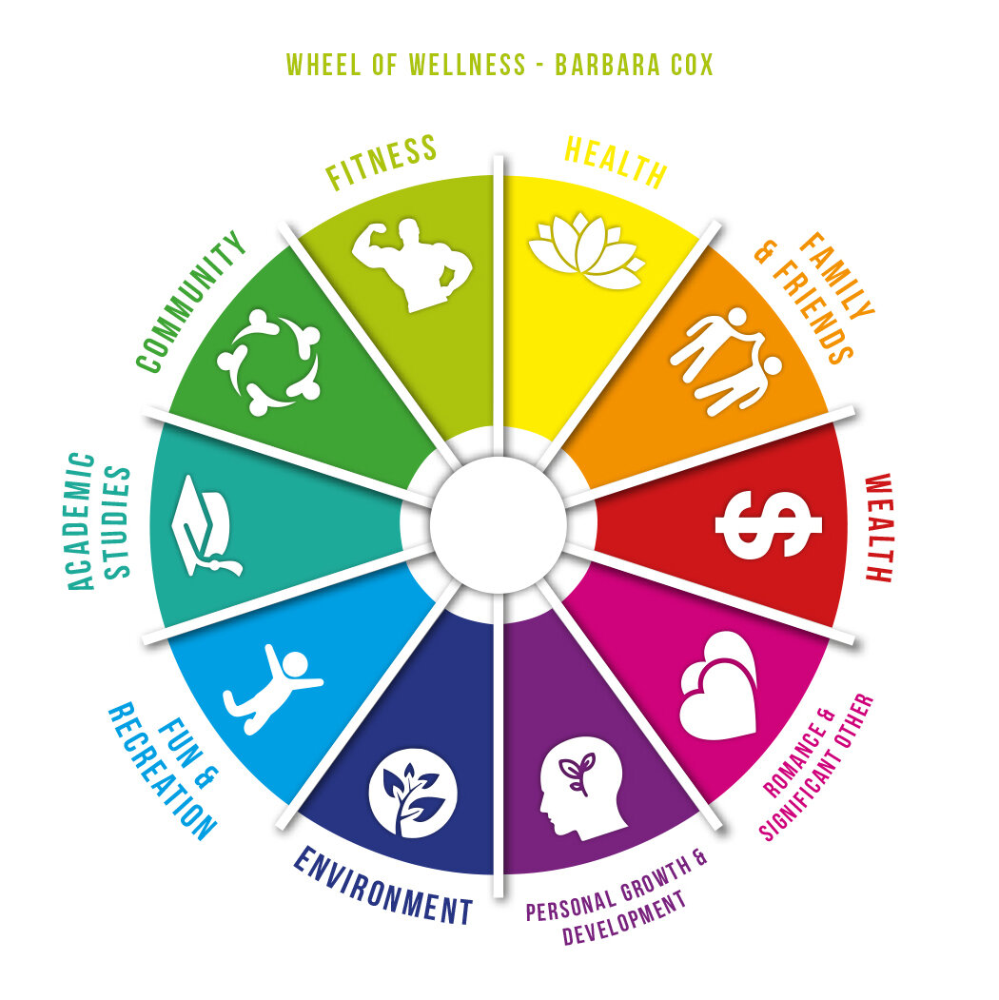 WHEEL OF WELLNESS - BARBARA COX
HEALTH
FAMILY
& FRIENDS
WEALTH
ROMANCE &
SIGNIFICANT OTHER
PERSONAL GROWTH &
DEVELOPMENT
ENVIRONMENT
FUN &
RECREATION
ACADEMIC
STUDIES
COMMUNITY
FITNESS
$